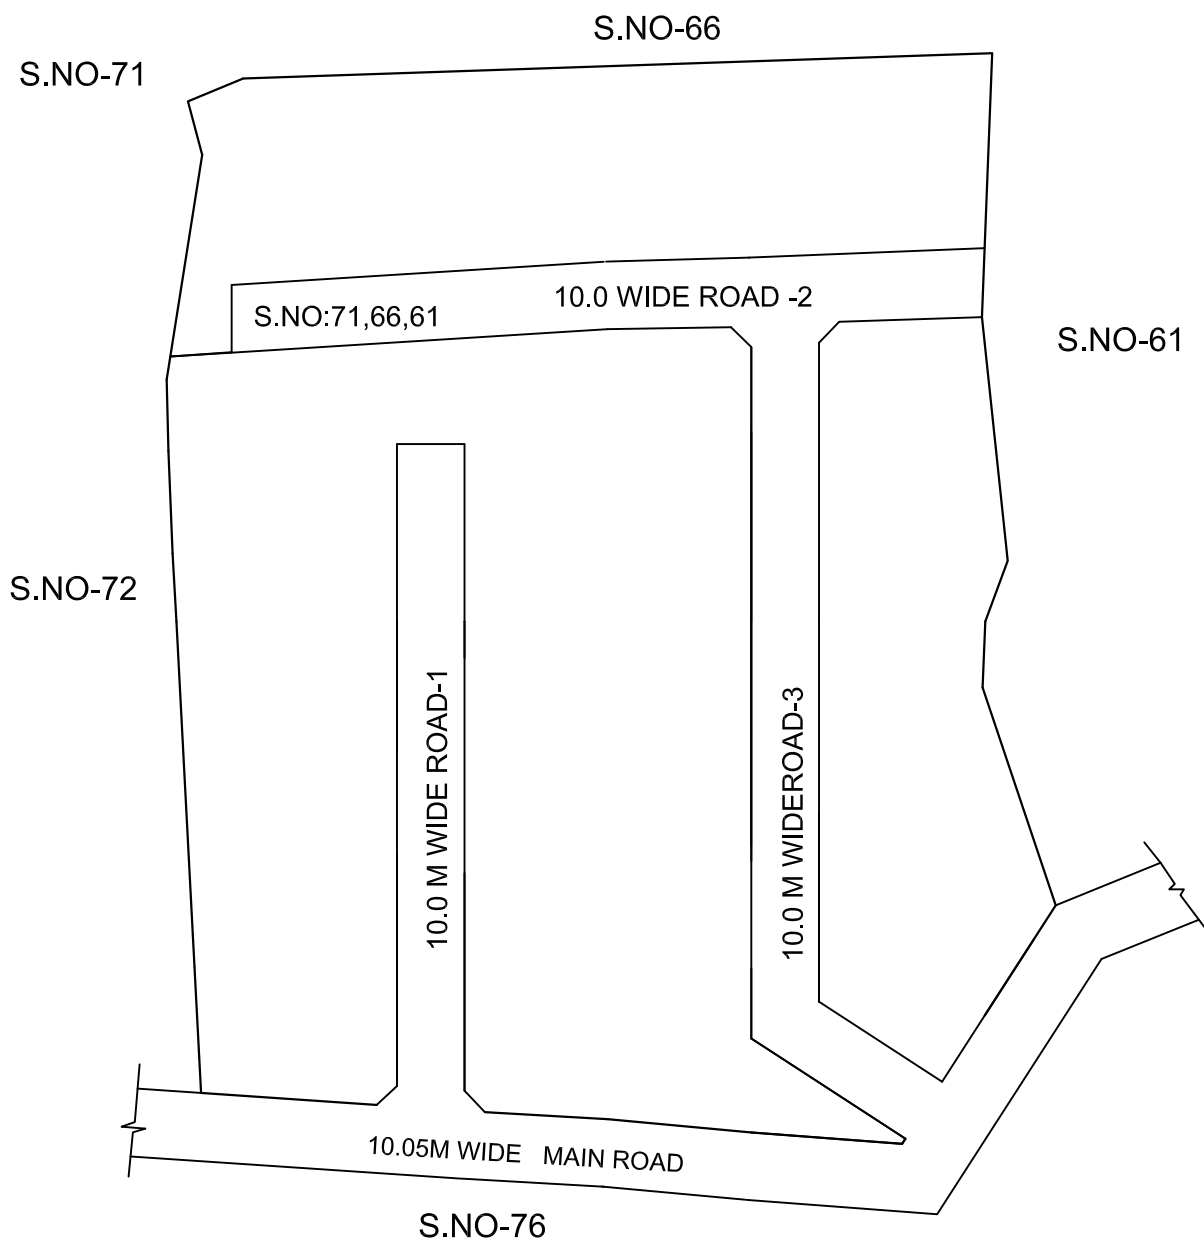 S.NO-66
S.NO-71
10.0 WIDE ROAD -2
S.NO:71,66,61
S.NO-61
S.NO-72
10.0 M WIDE ROAD-1
10.0 M WIDEROAD-3
10.05M WIDE MAIN ROAD
S.NO-76